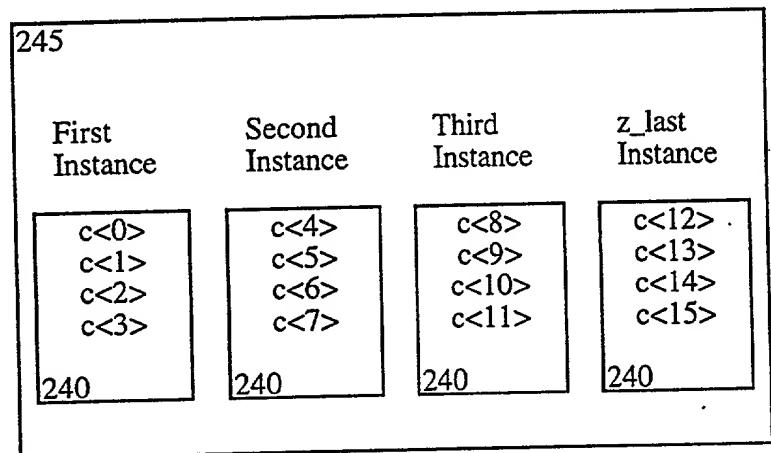 245
First
Instance
Second
Instance
Third
Instance
z_last
Instance
c<0>
c<1>
c<2>
c<3>
240
c<4>
c<5>
c<6>
c<7>
240
c<8>
c<9>
c<10>
c<11>
240
c<12>
c<13>
c<14>
c<15>
240